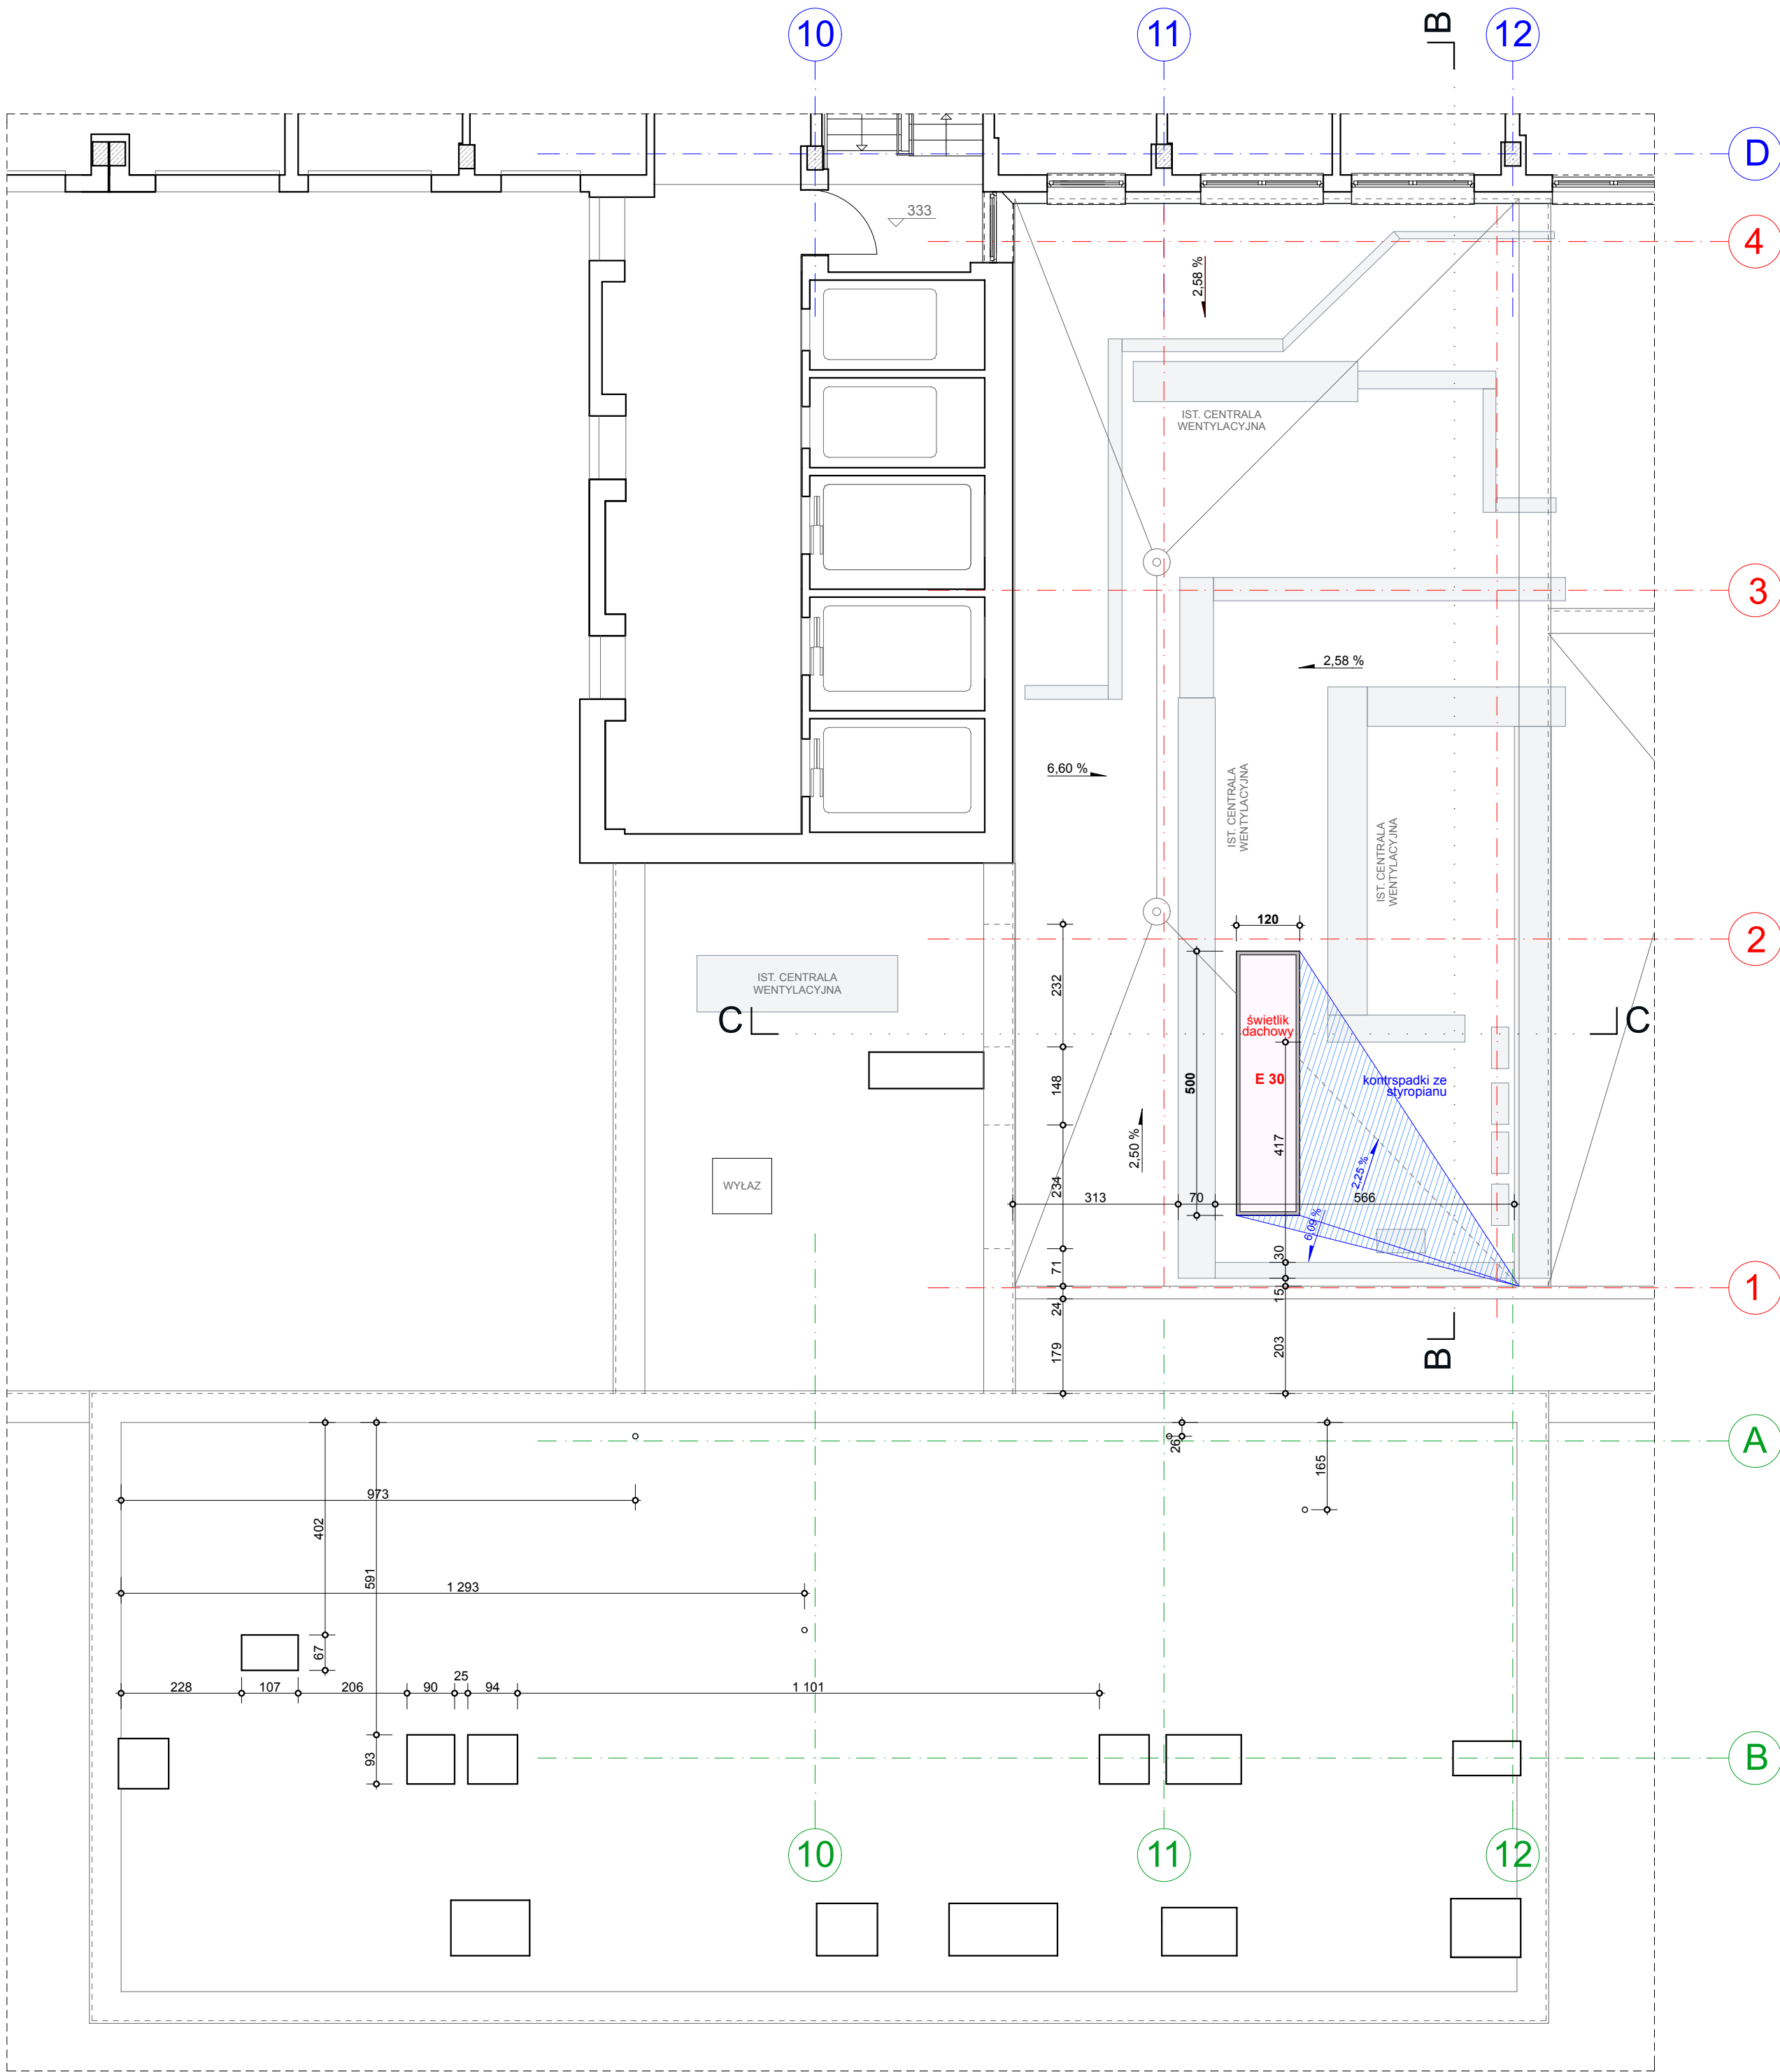 10
11
B
12
D
333
4
2,58 %
IST. CENTRALA
WENTYLACYJNA
3
2,58 %
6,60 %
IST. CENTRALA
WENTYLACYJNA
IST. CENTRALA
WENTYLACYJNA
120
2
232
IST. CENTRALA
WENTYLACYJNA
C
świetlik
dachowy
C
500
E 30
kontrspadki ze
styropianu
148
2,50 %
417
2,25 %
WYŁAZ
234
313
70
566
6,09 %
30
71
1
15
24
179
203
B
A
26
165
973
402
591
1 293
67
25
228
107
206
90
94
1 101
93
B
10
11
12